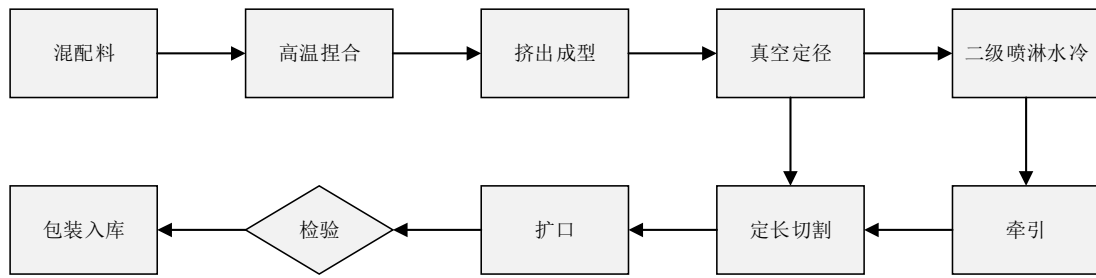 混配料
高温捏合
挤出成型
真空定径
二级喷淋水冷
包装入库
检验
扩口
定长切割
牵引